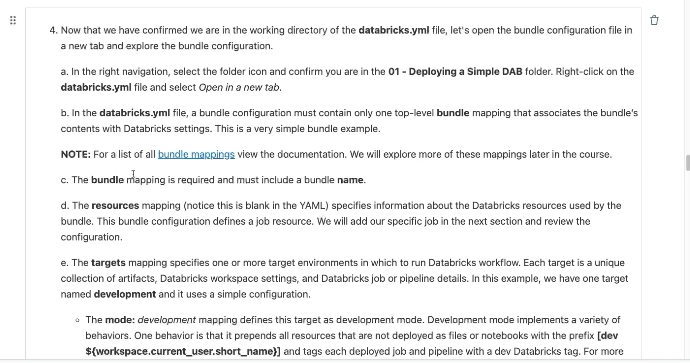 4. Now that we have confirmed we are in the working directory of the databricks.yml file, let's open the bundle configuration file in
a new tab and explore the bundle configuration.
a. In the right navigation, select the folder icon and confirm you are in the 01 - Deploying a Simple DAB folder. Right-click on the
databricks.yml file and select Open in a new tab.
b. In the databricks.yml file, a bundle configuration must contain only one top-level bundle mapping that associates the bundle's
contents with Databricks settings. This is a very simple bundle example.
NOTE: For a list of all bundle mappings view the documentation. We will explore more of these mappings later in the course.
c. The bundle mapping is required and must include a bundle name.
d. The resources mapping (notice this is blank in the YAML) specifies information about the Databricks resources used by the
bundle. This bundle configuration defines a job resource. We will add our specific job in the next section and review the
configuration.
e. The targets mapping specifies one or more target environments in which to run Databricks workflow. Each target is a unique
collection of artifacts, Databricks workspace settings, and Databricks job or pipeline details. In this example, we have one target
named development and it uses a simple configuration.
◦ The mode: development mapping defines this target as development mode. Development mode implements a variety of
behaviors. One behavior is that it prepends all resources that are not deployed as files or notebooks with the prefix [dev
${workspace.current_user.short_name}] and tags each deployed job and pipeline with a dev Databricks tag. For more